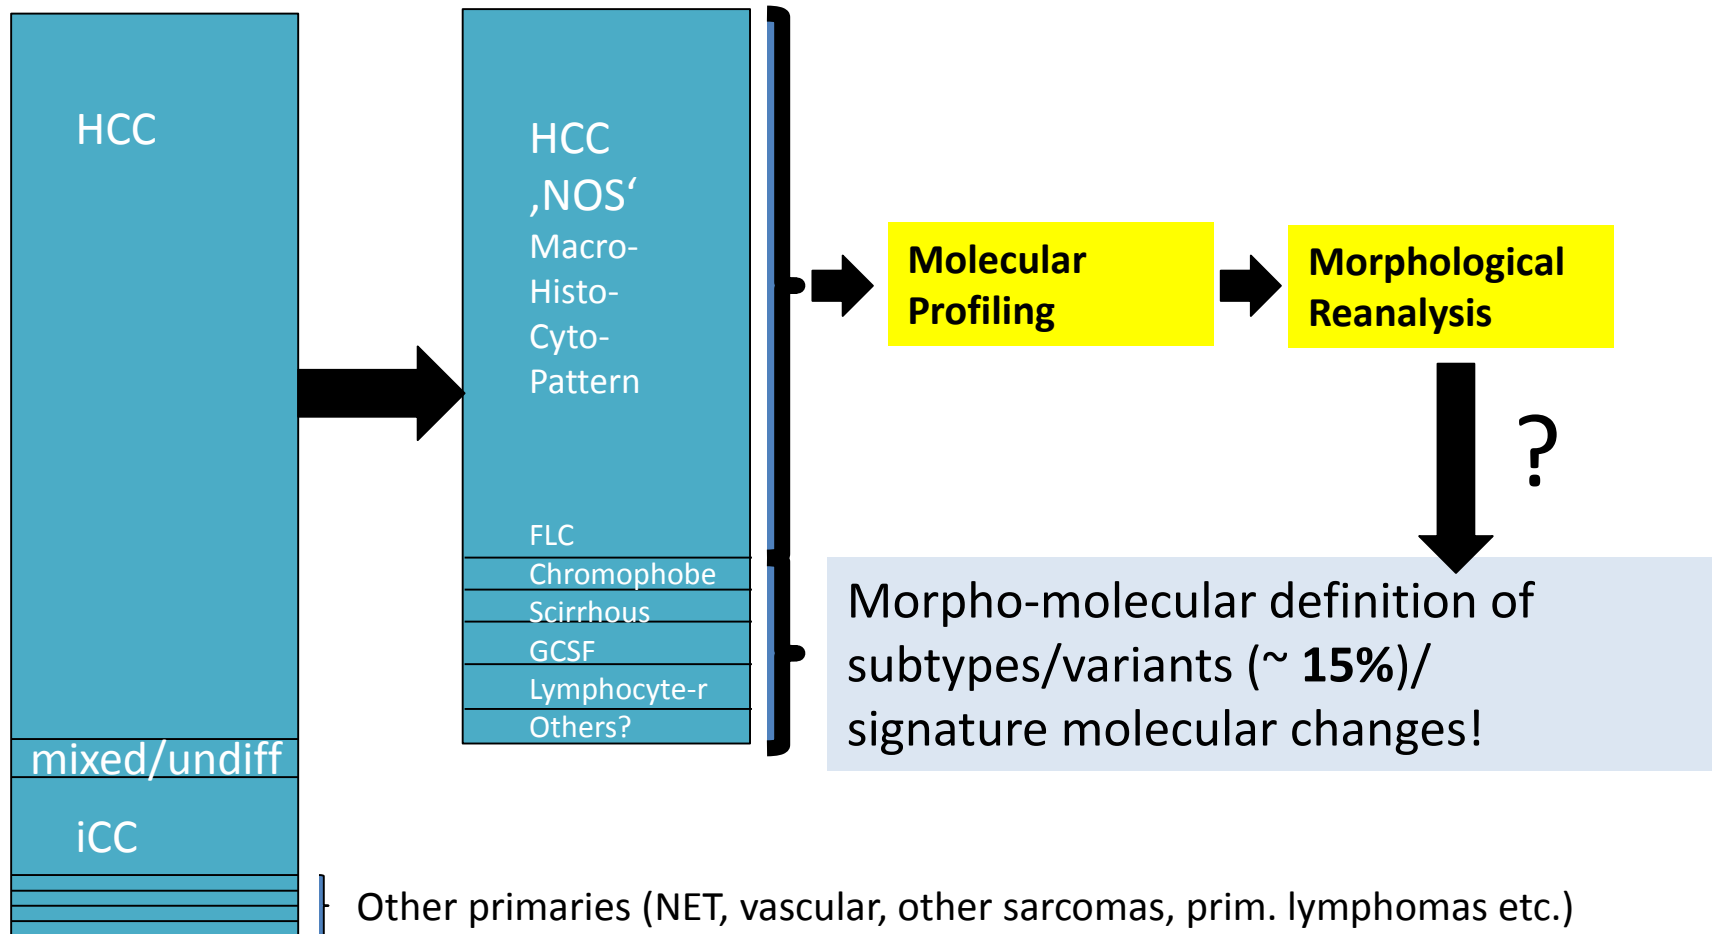 HCC
mixed/undiff
iCC
HCC
‚NOS‘
Macro-
Histo-
Cyto-
Pattern
FLC
Chromophobe
Scirrhous
GCSF
Lymphocyte-r
Others?
Molecular
Profiling
Morphological
Reanalysis
?
Morpho-molecular definition of
subtypes/variants (~ 15%)/
signature molecular changes!
Other primaries (NET, vascular, other sarcomas, prim. lymphomas etc.)